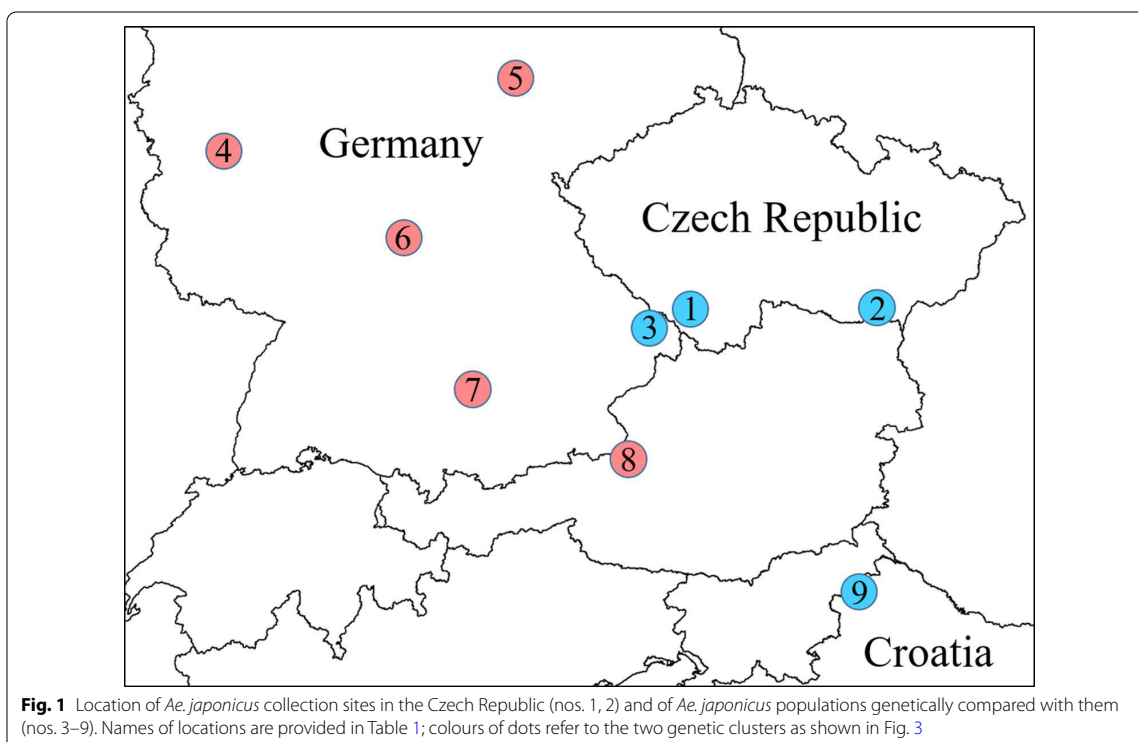 5
4
Germany
6
Czech Republic
1
2
3
7
8
9
Croatia
Fig. 1 Location of Ae. japonicus collection sites in the Czech Republic (nos. 1, 2) and of Ae. japonicus populations genetically compared with them
(nos. 3–9). Names of locations are provided in Table 1; colours of dots refer to the two genetic clusters as shown in Fig. 3